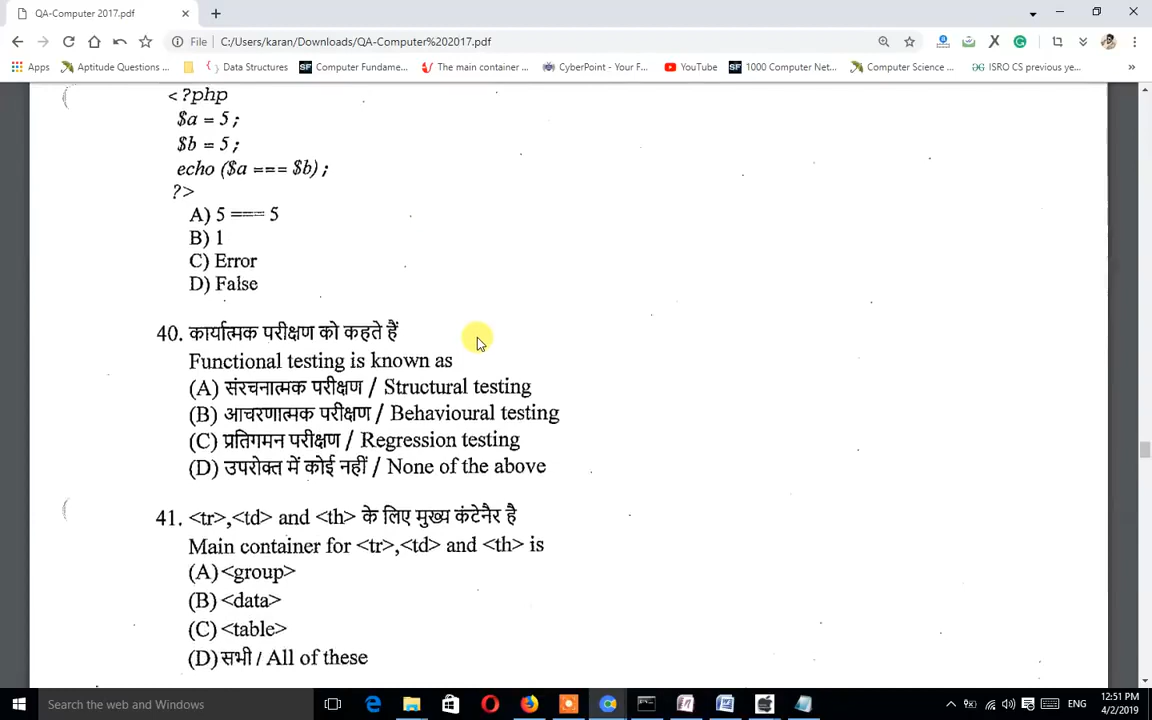 QA-Computer 2017.pdf
File C:/Users/karan/Downloads/QA-Computer%202017.pdf
Apps Aptitude Questions ... Data Structures Computer Fundame... The main container ... CyberPoint - Your F... YouTube 1000 Computer Net... Computer Science ... ISRO CS previous ye... »
<?php
$a = 5;
$b = 5;
echo ($a === $b);
?>
A) 5 === 5
B) 1
C) Error
D) False
40. कार्यात्मक परीक्षण को कहते हैं
Functional testing is known as
(A) संरचनात्मक परीक्षण / Structural testing
(B) आचरणात्मक परीक्षण / Behavioural testing
(C) प्रतिगमन परीक्षण / Regression testing
(D) उपरोक्त में कोई नहीं / None of the above
41. <tr>,<td> and <th> के लिए मुख्य कंटेनैर है
Main container for <tr>,<td> and <th> is
(A) <group>
(B) <data>
(C) <table>
(D) सभी / All of these
Search the web and Windows
ENG
12:51 PM
4/2/2019